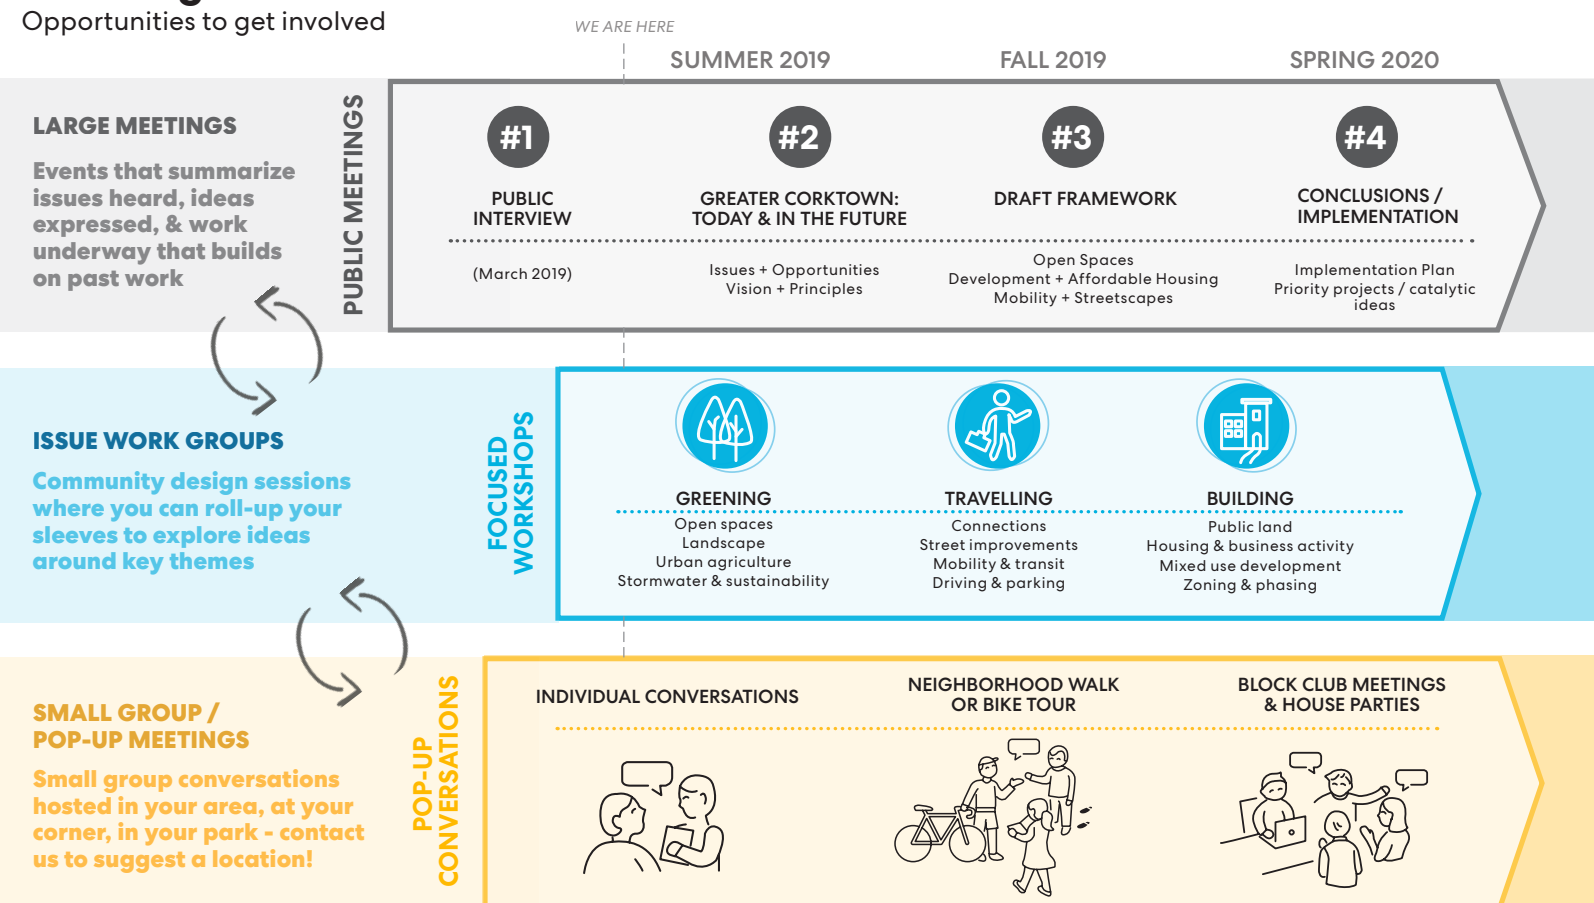 Opportunities to get involved
WE ARE HERE
SUMMER 2019
FALL 2019
SPRING 2020
LARGE MEETINGS
Events that summarize
issues heard, ideas
expressed, & work
underway that builds
on past work
PUBLIC MEETINGS
#1
PUBLIC
INTERVIEW
(March 2019)
#2
GREATER CORKTOWN:
TODAY & IN THE FUTURE
Issues + Opportunities
Vision + Principles
#3
DRAFT FRAMEWORK
Open Spaces
Development + Affordable Housing
Mobility + Streetscapes
#4
CONCLUSIONS /
IMPLEMENTATION
Implementation Plan
Priority projects / catalytic
ideas
ISSUE WORK GROUPS
Community design sessions
where you can roll-up your
sleeves to explore ideas
around key themes
FOCUSED
WORKSHOPS
GREENING
Open spaces
Landscape
Urban agriculture
Stormwater & sustainability
TRAVELLING
Connections
Street improvements
Mobility & transit
Driving & parking
BUILDING
Public land
Housing & business activity
Mixed use development
Zoning & phasing
SMALL GROUP /
POP-UP MEETINGS
Small group conversations
hosted in your area, at your
corner, in your park - contact
us to suggest a location!
POP-UP
CONVERSATIONS
INDIVIDUAL CONVERSATIONS
NEIGHBORHOOD WALK
OR BIKE TOUR
BLOCK CLUB MEETINGS
& HOUSE PARTIES